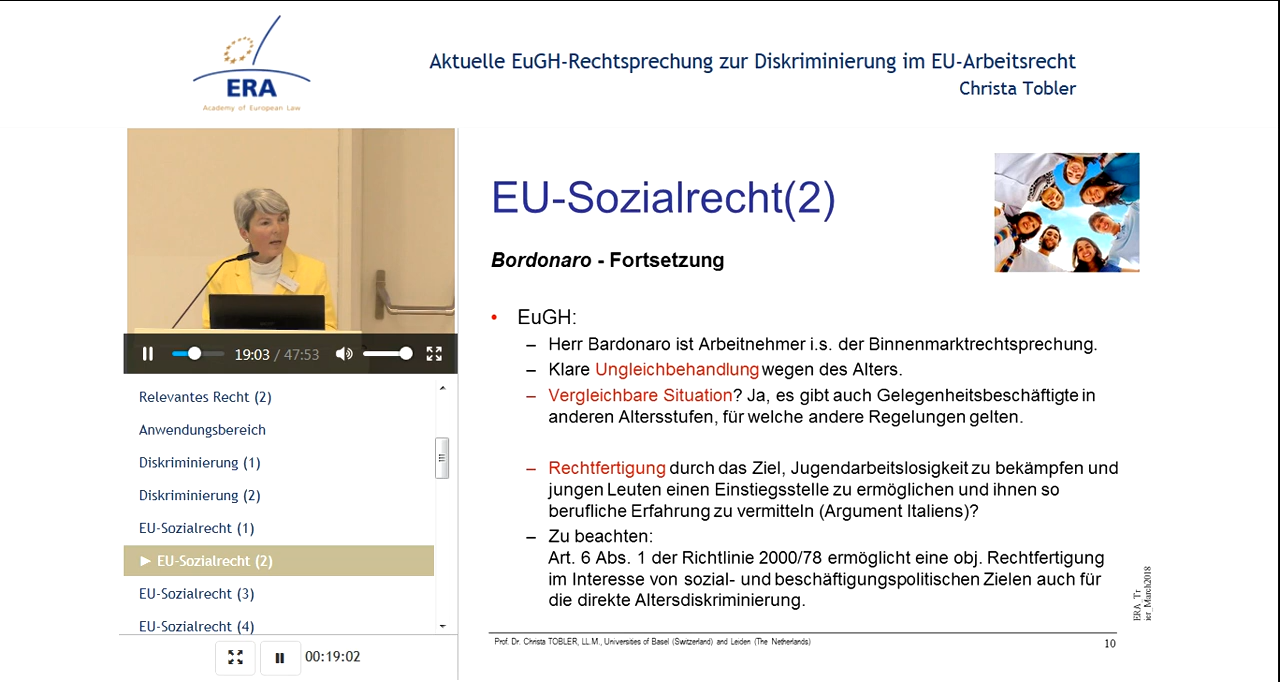 ERA
Academy of European Law
Aktuelle EuGH-Rechtsprechung zur Diskriminierung im EU-Arbeitsrecht
Christa Tobler
19:03 / 47:53
Relevantes Recht (2)
Anwendungsbereich
Diskriminierung (1)
Diskriminierung (2)
EU-Sozialrecht (1)
► EU-Sozialrecht (2)
EU-Sozialrecht (3)
EU-Sozialrecht (4)
00:19:02
EU-Sozialrecht(2)
Bordonaro - Fortsetzung
• EuGH:
– Herr Bardonaro ist Arbeitnehmer i.s. der Binnenmarktrechtsprechung.
– Klare Ungleichbehandlung wegen des Alters.
– Vergleichbare Situation? Ja, es gibt auch Gelegenheitsbeschäftigte in
anderen Altersstufen, für welche andere Regelungen gelten.
– Rechtfertigung durch das Ziel, Jugendarbeitslosigkeit zu bekämpfen und
jungen Leuten einen Einstiegsstelle zu ermöglichen und ihnen so
berufliche Erfahrung zu vermitteln (Argument Italiens)?
– Zu beachten:
Art. 6 Abs. 1 der Richtlinie 2000/78 ermöglicht eine obj. Rechtfertigung
im Interesse von sozial- und beschäftigungspolitischen Zielen auch für
die direkte Altersdiskriminierung.
ERA_Tr
ier_March2018
Prof. Dr. Christa TOBLER, LL.M., Universities of Basel (Switzerland) and Leiden (The Netherlands)
10